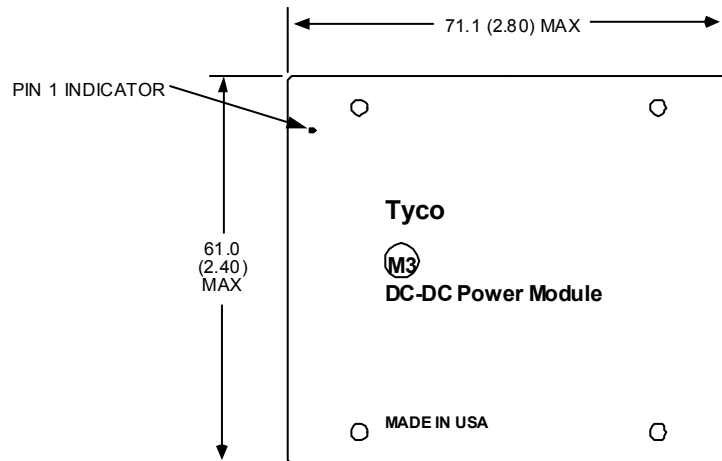 71.1 (2.80) MAX
PIN 1 INDICATOR
61.0
(2.40)
MAX
Tyco
M3
DC-DC Power Module
MADE IN USA